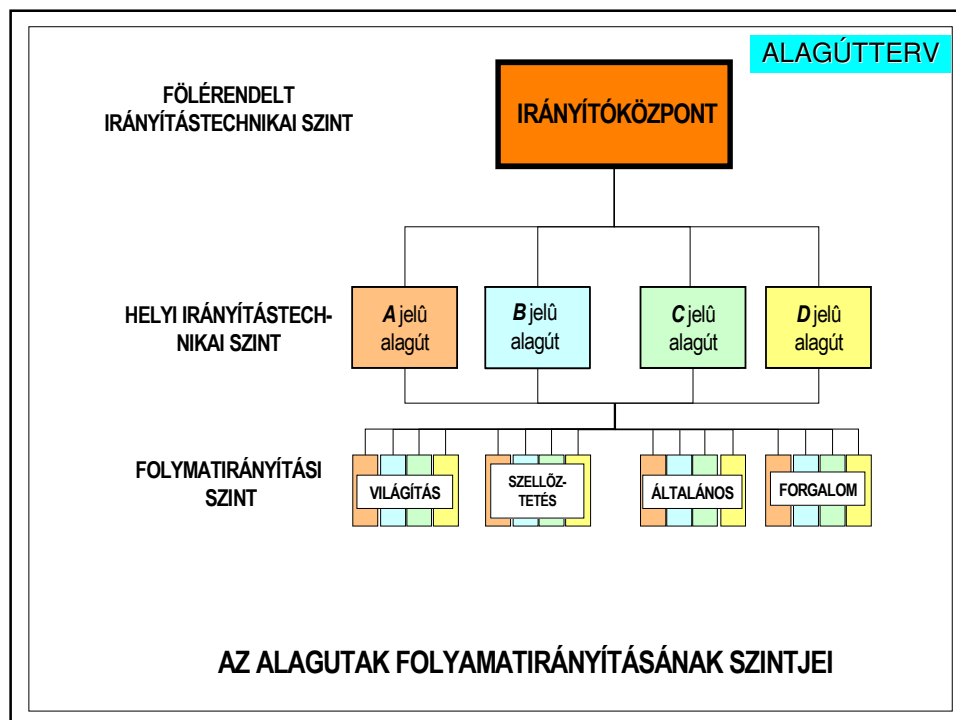 ALAGÚTTERV
FÖLÉRENDELT
IRÁNYÍTÁSTECHNIKAI SZINT
IRÁNYÍTÓKÖZPONT
HELYI IRÁNYÍTÁSTECH-
NIKAI SZINT
A jelû
alagút
B jelû
alagút
C jelû
alagút
D jelû
alagút
FOLYMATIRÁNYÍTÁSI
SZINT
VILÁGÍTÁS
SZELLÕZ-
TETÉS
ÁLTALÁNOS
FORGALOM
AZ ALAGUTAK FOLYAMATIRÁNYÍTÁSÁNAK SZINTJEI